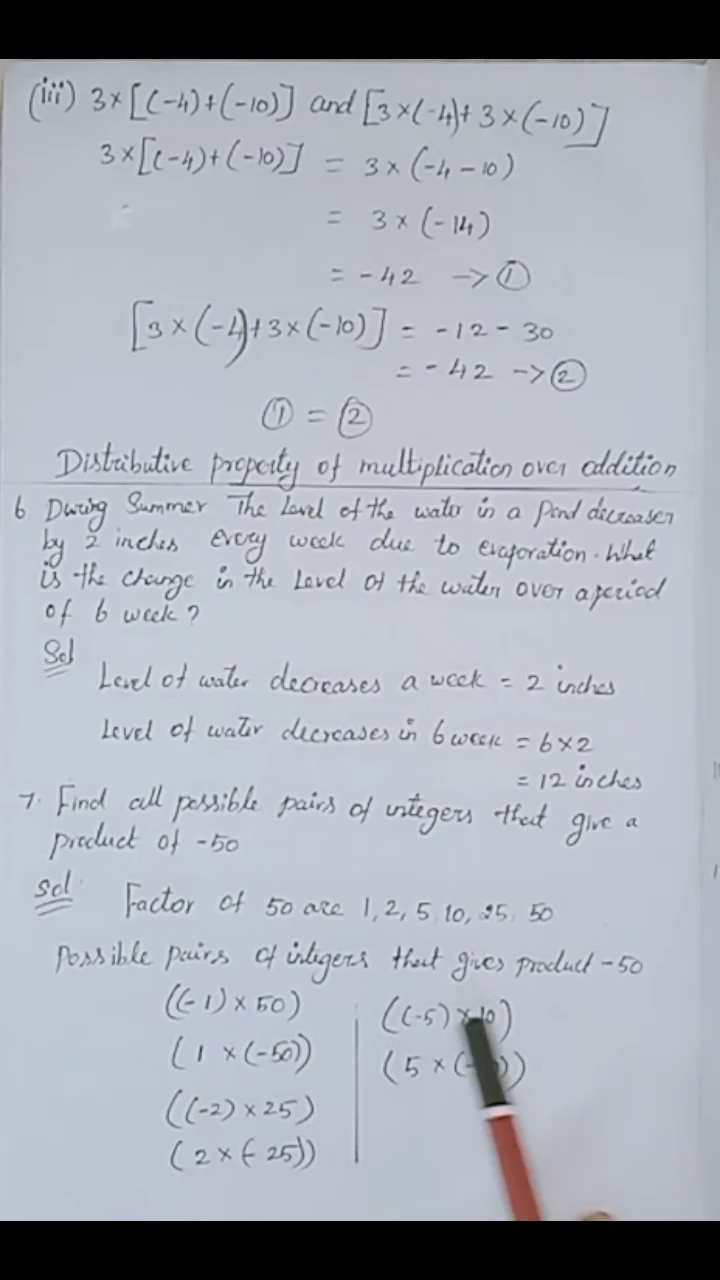 (iii) 3×[(-4)+(-10)] and [3×(-4)+3×(-10)]
3×[(-4)+(-10)] = 3×(-4-10)
= 3×(-14)
= -42 → ①
[3×(-4)+3×(-10)] = -12-30
= -42 → ②
① = ②
Distributive property of multiplication over addition
6 During Summer The Level of the water in a Pond decreases
by 2 inches every week due to evaporation. What
is the change in the Level of the water over a period
of 6 week?
Sol
Level of water decreases a week = 2 inches
Level of water decreases in 6 week = 6×2
= 12 inches
7. Find all possible pairs of integers that give a
product of -50
Sol
Factor of 50 are 1, 2, 5, 10, 25, 50
Possible pairs of intigers that gives product -50
((-1)×50) ((-5)×10)
(1×(-50)) (5×(-
((-2)×25)
(2×(-25))